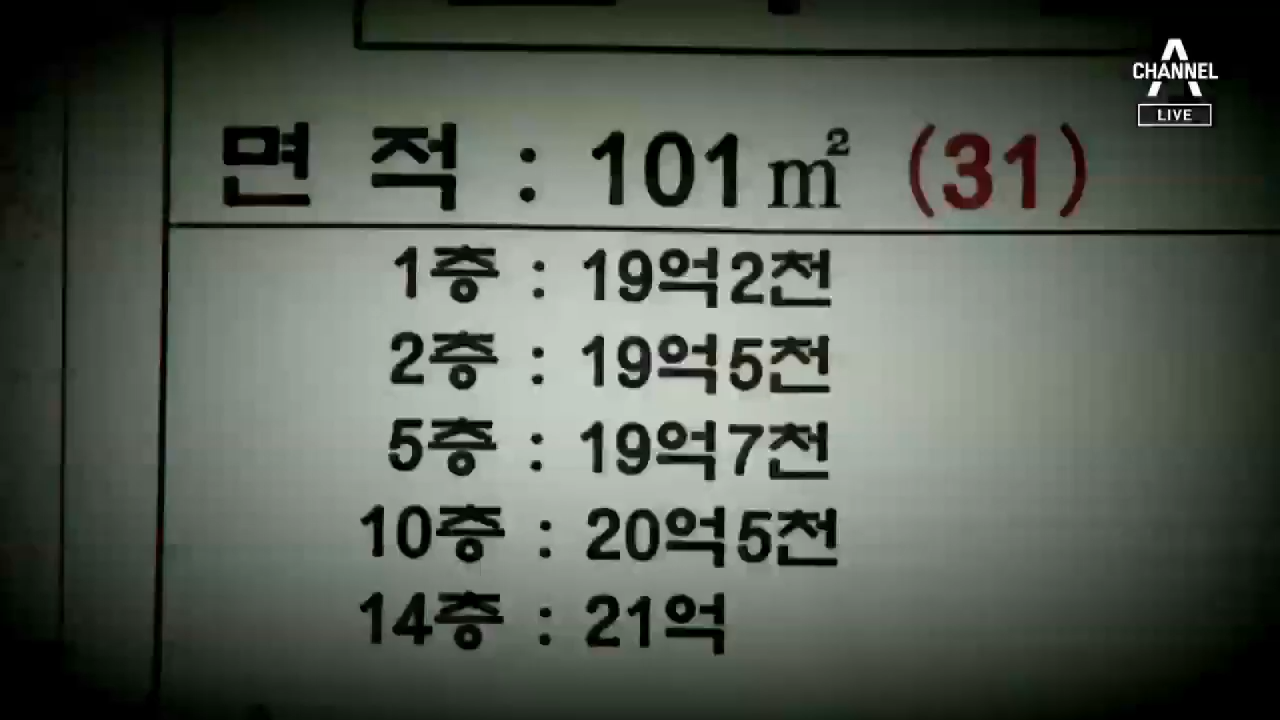 CHANNEL A
LIVE
면 적 : 101㎡ (31)
1층 : 19억2천
2층 : 19억5천
5층 : 19억7천
10층 : 20억5천
14층 : 21억